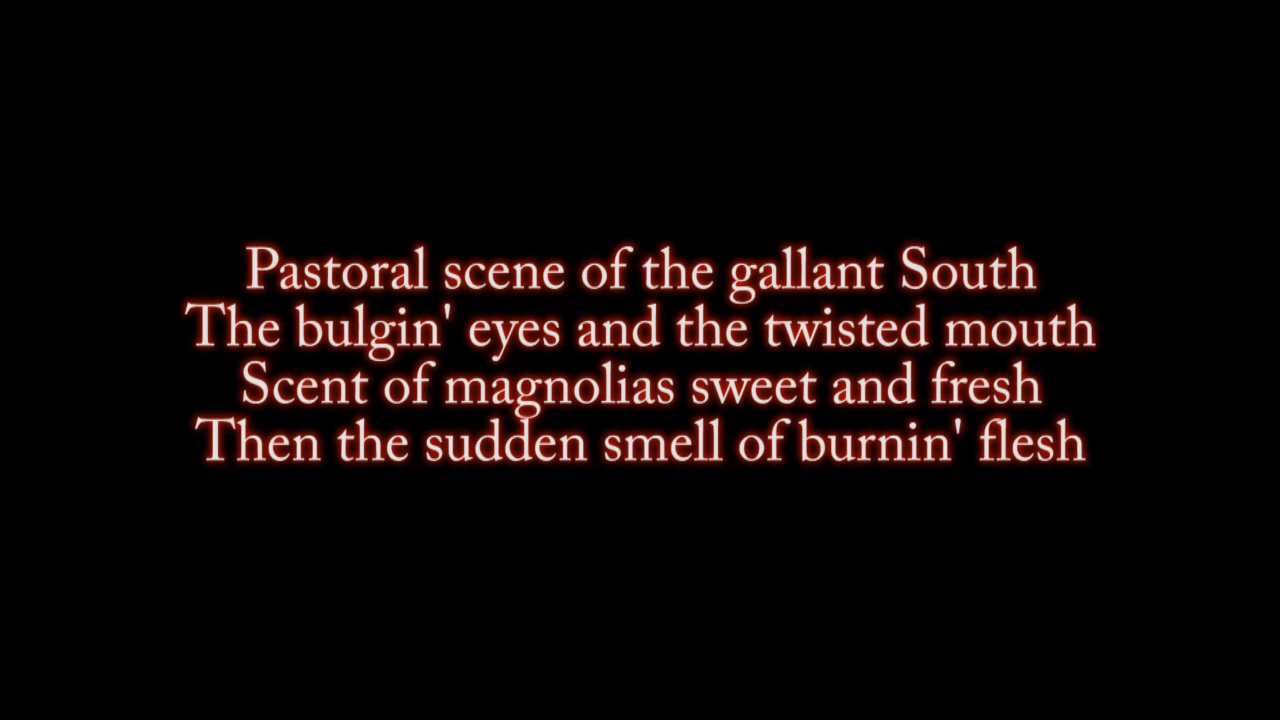 Pastoral scene of the gallant South
The bulgin' eyes and the twisted mouth
Scent of magnolias sweet and fresh
Then the sudden smell of burnin' flesh